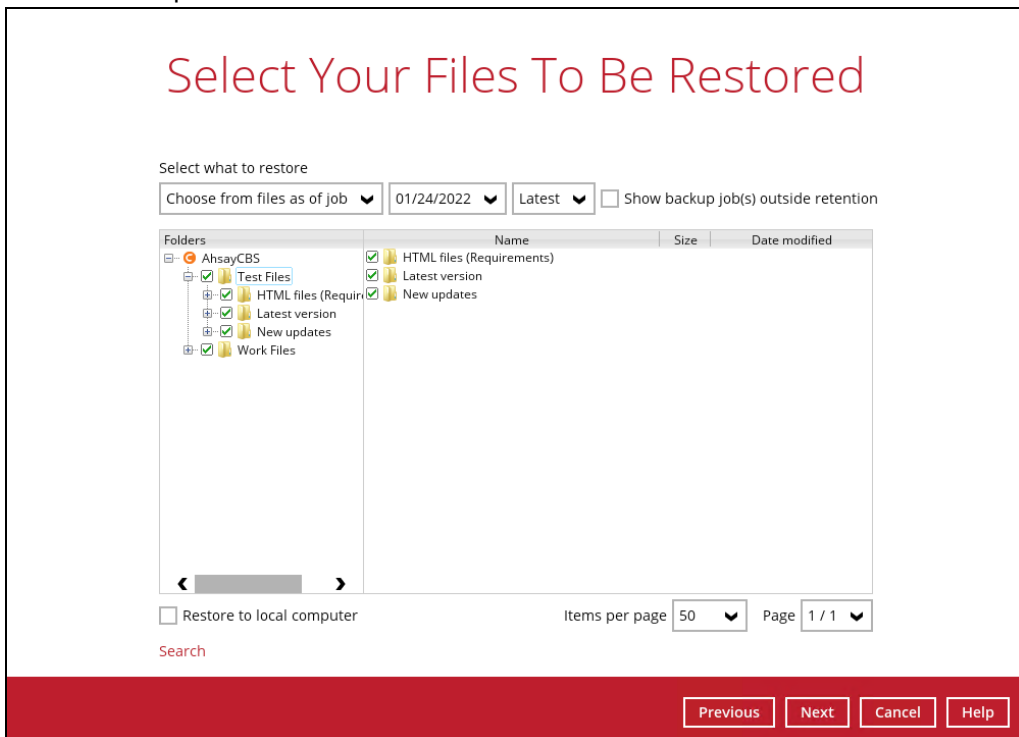 Select Your Files To Be Restored
Select what to restore
Choose from files as of job 01/24/2022 Latest Show backup job(s) outside retention
Folders Name Size Date modified
AhsayCBS HTML files (Requirements)
Test Files Latest version
HTML files (Requir New updates
Latest version
New updates
Work Files
Restore to local computer Items per page 50 Page 1 / 1
Search
Previous Next Cancel Help